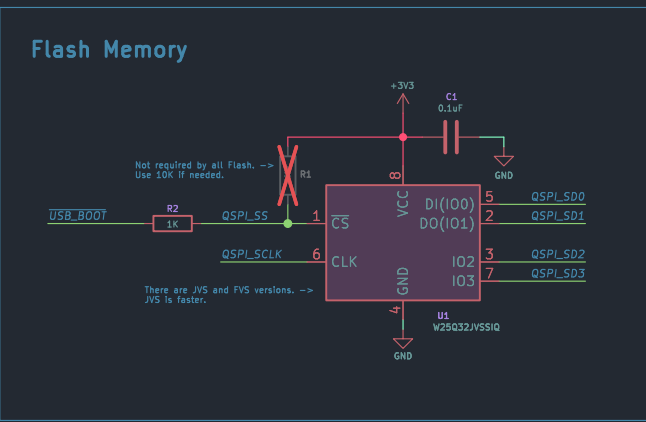 Flash Memory
+3V3
C1
0.1uF
Not required by all Flash. -->
Use 10K if needed.
R1
GND
8
VCC
USB_BOOT
R2
1K
QSPI_SS
1
CS
DI(IO0)
5
QSPI_SD0
DO(IO1)
2
QSPI_SD1
QSPI_SCLK
6
CLK
IO2
3
QSPI_SD2
IO3
7
QSPI_SD3
There are JVS and FVS versions. -->
JVS is faster.
GND
4
U1
W25Q32JVSSIQ
GND